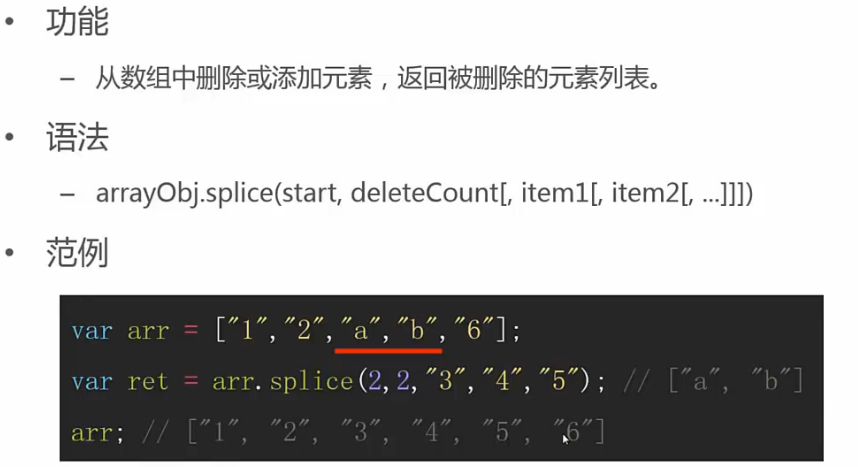 • 功能
– 从数组中删除或添加元素，返回被删除的元素列表。
• 语法
– arrayObj.splice(start, deleteCount[, item1[, item2[, ...]]])
• 范例
var arr = ["1","2","a","b","6"];
var ret = arr.splice(2,2,"3","4","5"); // ["a", "b"]
arr; // ["1", "2", "3", "4", "5", "6"]